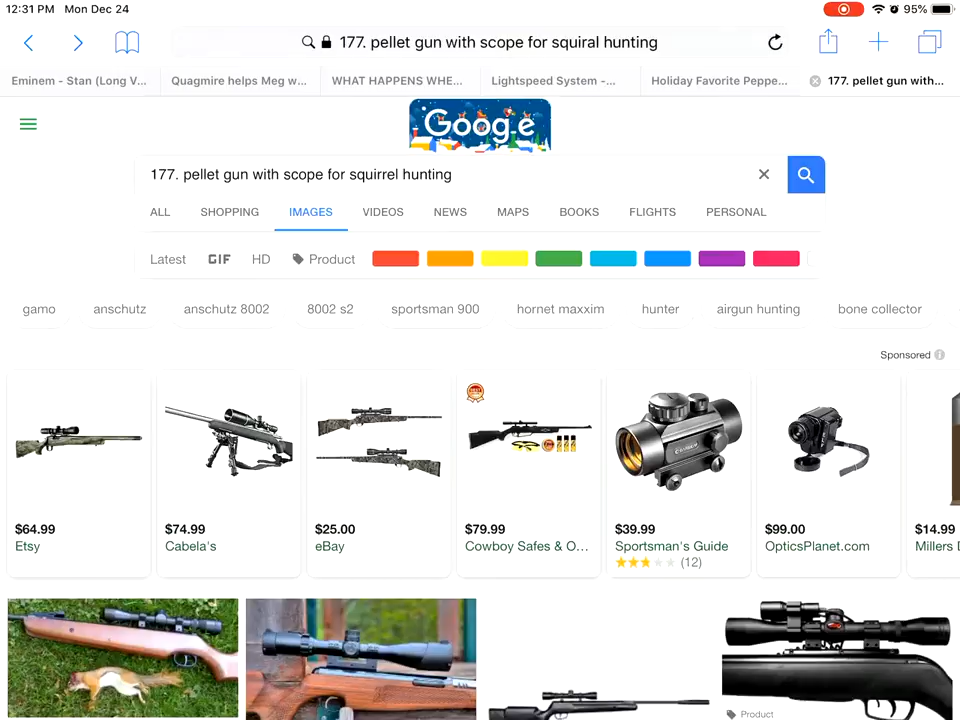 12:31 PM Mon Dec 24
95%
177. pellet gun with scope for squiral hunting
Eminem - Stan (Long V...
Quagmire helps Meg w...
WHAT HAPPENS WHE...
Lightspeed System -...
Holiday Favorite Peppe...
177. pellet gun with...
Goog-e
177. pellet gun with scope for squirrel hunting
ALL SHOPPING IMAGES VIDEOS NEWS MAPS BOOKS FLIGHTS PERSONAL
Latest GIF HD Product
gamo anschutz anschutz 8002 8002 s2 sportsman 900 hornet maxxim hunter airgun hunting bone collector
Sponsored
$64.99 $74.99 $25.00 $79.99 $39.99 $99.00 $14.99
Etsy Cabela's eBay Cowboy Safes & O... Sportsman's Guide OpticsPlanet.com Millers
(12)
Product